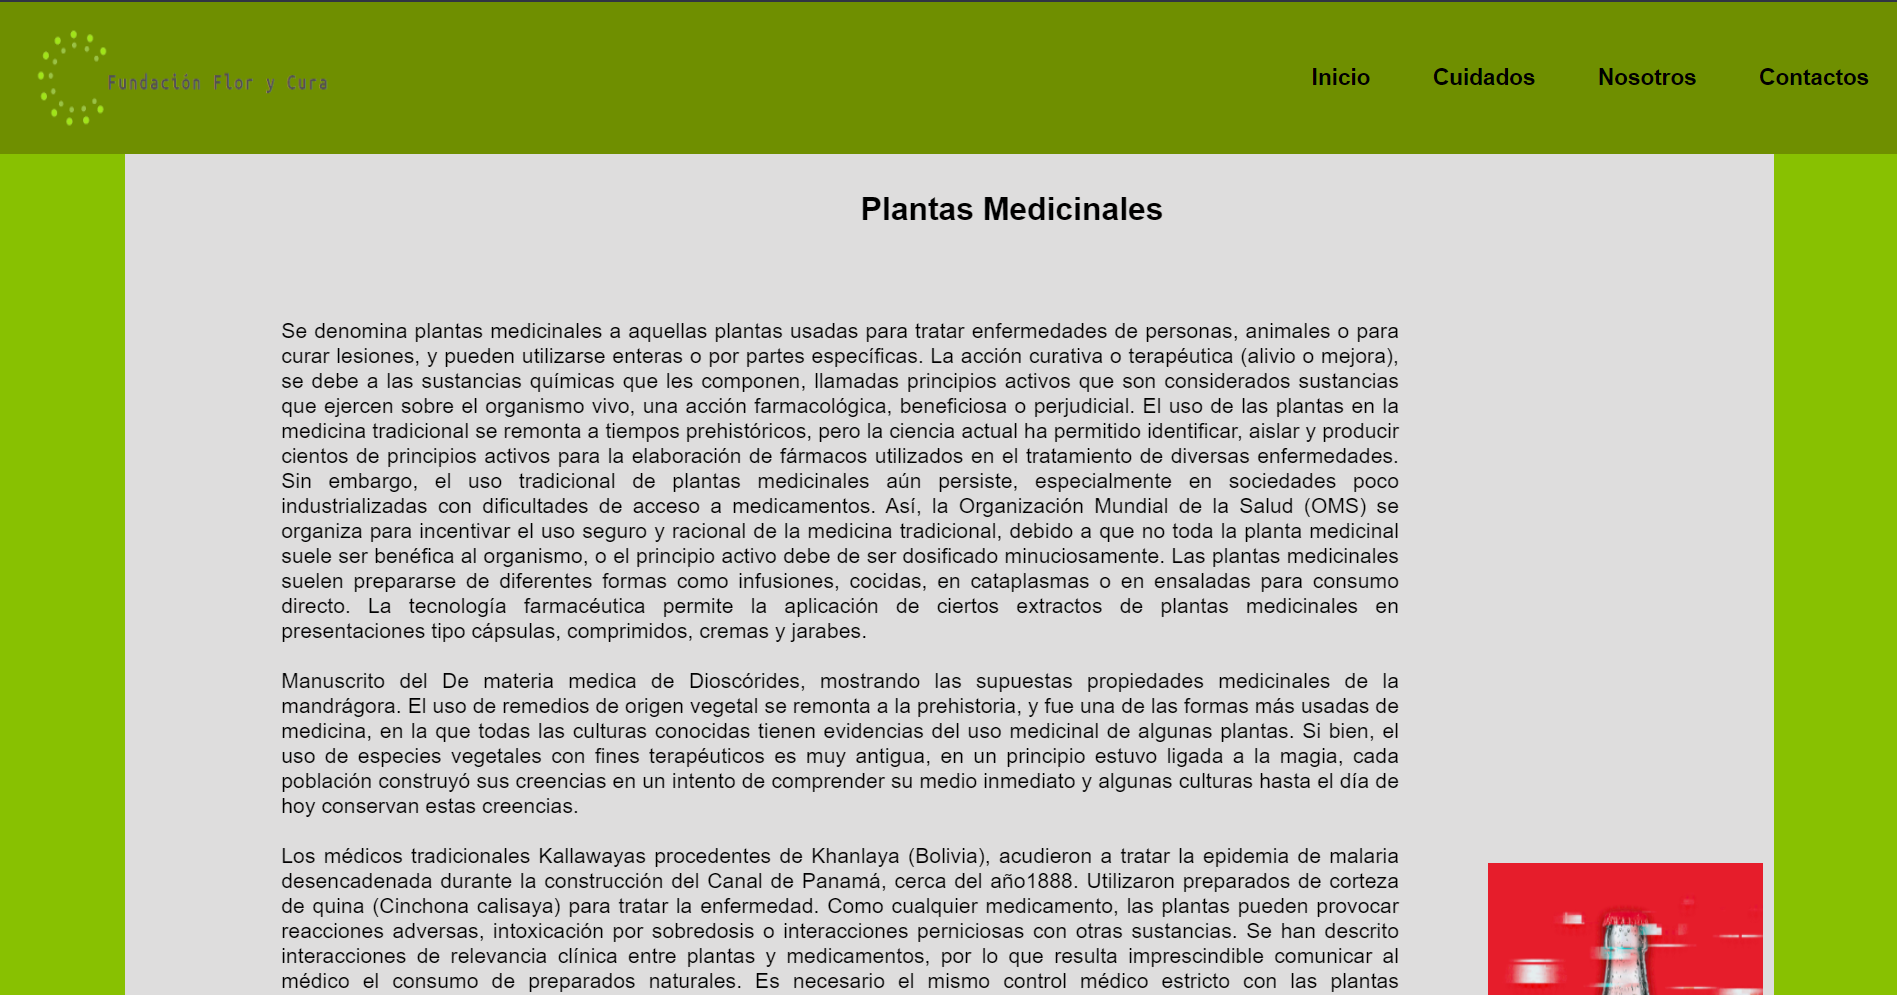 Fundación Flor y Cura
Inicio Cuidados Nosotros Contactos
Plantas Medicinales
Se denomina plantas medicinales a aquellas plantas usadas para tratar enfermedades de personas, animales o para
curar lesiones, y pueden utilizarse enteras o por partes específicas. La acción curativa o terapéutica (alivio o mejora),
se debe a las sustancias químicas que les componen, llamadas principios activos que son considerados sustancias
que ejercen sobre el organismo vivo, una acción farmacológica, beneficiosa o perjudicial. El uso de las plantas en la
medicina tradicional se remonta a tiempos prehistóricos, pero la ciencia actual ha permitido identificar, aislar y producir
cientos de principios activos para la elaboración de fármacos utilizados en el tratamiento de diversas enfermedades.
Sin embargo, el uso tradicional de plantas medicinales aún persiste, especialmente en sociedades poco
industrializadas con dificultades de acceso a medicamentos. Así, la Organización Mundial de la Salud (OMS) se
organiza para incentivar el uso seguro y racional de la medicina tradicional, debido a que no toda la planta medicinal
suele ser benéfica al organismo, o el principio activo debe de ser dosificado minuciosamente. Las plantas medicinales
suelen prepararse de diferentes formas como infusiones, cocidas, en cataplasmas o en ensaladas para consumo
directo. La tecnología farmacéutica permite la aplicación de ciertos extractos de plantas medicinales en
presentaciones tipo cápsulas, comprimidos, cremas y jarabes.
Manuscrito del De materia medica de Dioscórides, mostrando las supuestas propiedades medicinales de la
mandrágora. El uso de remedios de origen vegetal se remonta a la prehistoria, y fue una de las formas más usadas de
medicina, en la que todas las culturas conocidas tienen evidencias del uso medicinal de algunas plantas. Si bien, el
uso de especies vegetales con fines terapéuticos es muy antigua, en un principio estuvo ligada a la magia, cada
población construyó sus creencias en un intento de comprender su medio inmediato y algunas culturas hasta el día de
hoy conservan estas creencias.
Los médicos tradicionales Kallawayas procedentes de Khanlaya (Bolivia), acudieron a tratar la epidemia de malaria
desencadenada durante la construcción del Canal de Panamá, cerca del año1888. Utilizaron preparados de corteza
de quina (Cinchona calisaya) para tratar la enfermedad. Como cualquier medicamento, las plantas pueden provocar
reacciones adversas, intoxicación por sobredosis o interacciones perniciosas con otras sustancias. Se han descrito
interacciones de relevancia clínica entre plantas y medicamentos, por lo que resulta imprescindible comunicar al
médico el consumo de preparados naturales. Es necesario el mismo control médico estricto con las plantas